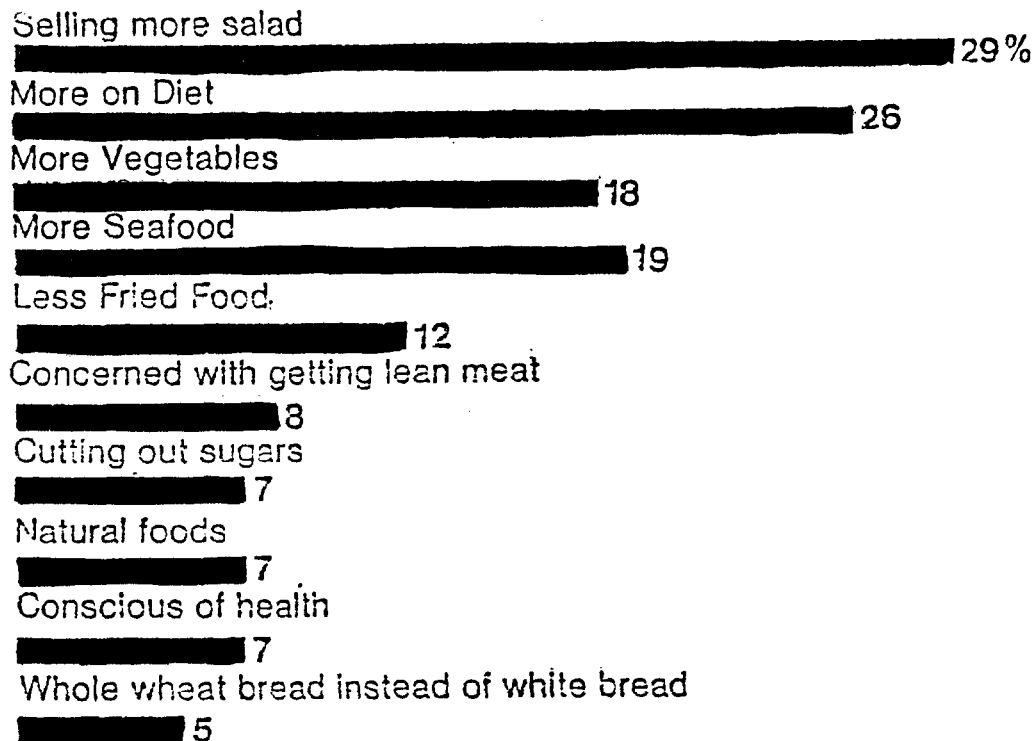 Selling more salad
29%
More on Diet
26
More Vegetables
18
More Seafood
19
Less Fried Food
12
Concerned with getting lean meat
8
Cutting out sugars
7
Natural foods
7
Conscious of health
7
Whole wheat bread instead of white bread
5